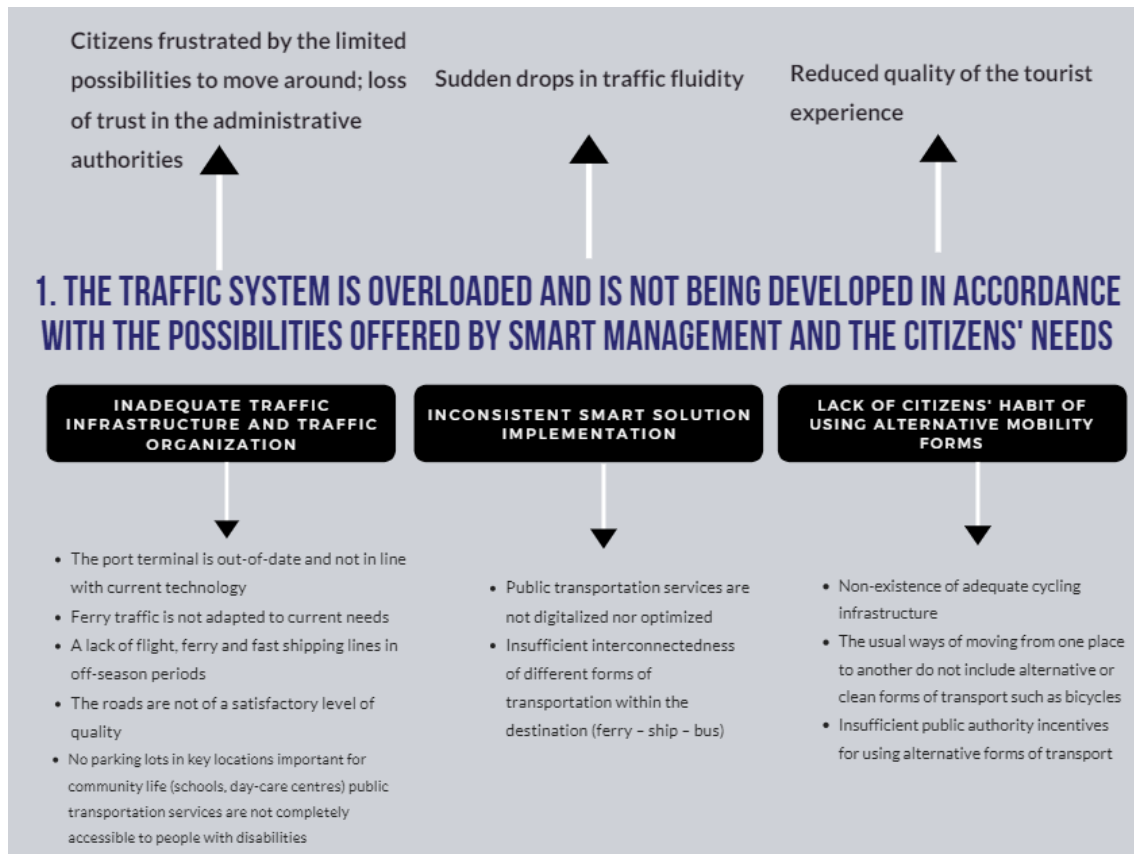 Citizens frustrated by the limited
possibilities to move around; loss
of trust in the administrative
authorities
Sudden drops in traffic fluidity
Reduced quality of the tourist
experience
1. THE TRAFFIC SYSTEM IS OVERLOADED AND IS NOT BEING DEVELOPED IN ACCORDANCE
WITH THE POSSIBILITIES OFFERED BY SMART MANAGEMENT AND THE CITIZENS' NEEDS
INADEQUATE TRAFFIC
INFRASTRUCTURE AND TRAFFIC
ORGANIZATION
• The port terminal is out-of-date and not in line
with current technology
• Ferry traffic is not adapted to current needs
• A lack of flight, ferry and fast shipping lines in
off-season periods
• The roads are not of a satisfactory level of
quality
• No parking lots in key locations important for
community life (schools, day-care centres) public
transportation services are not completely
accessible to people with disabilities
INCONSISTENT SMART SOLUTION
IMPLEMENTATION
• Public transportation services are
not digitalized nor optimized
• Insufficient interconnectedness
of different forms of
transportation within the
destination (ferry – ship – bus)
LACK OF CITIZENS' HABIT OF
USING ALTERNATIVE MOBILITY
FORMS
• Non-existence of adequate cycling
infrastructure
• The usual ways of moving from one place
to another do not include alternative or
clean forms of transport such as bicycles
• Insufficient public authority incentives
for using alternative forms of transport